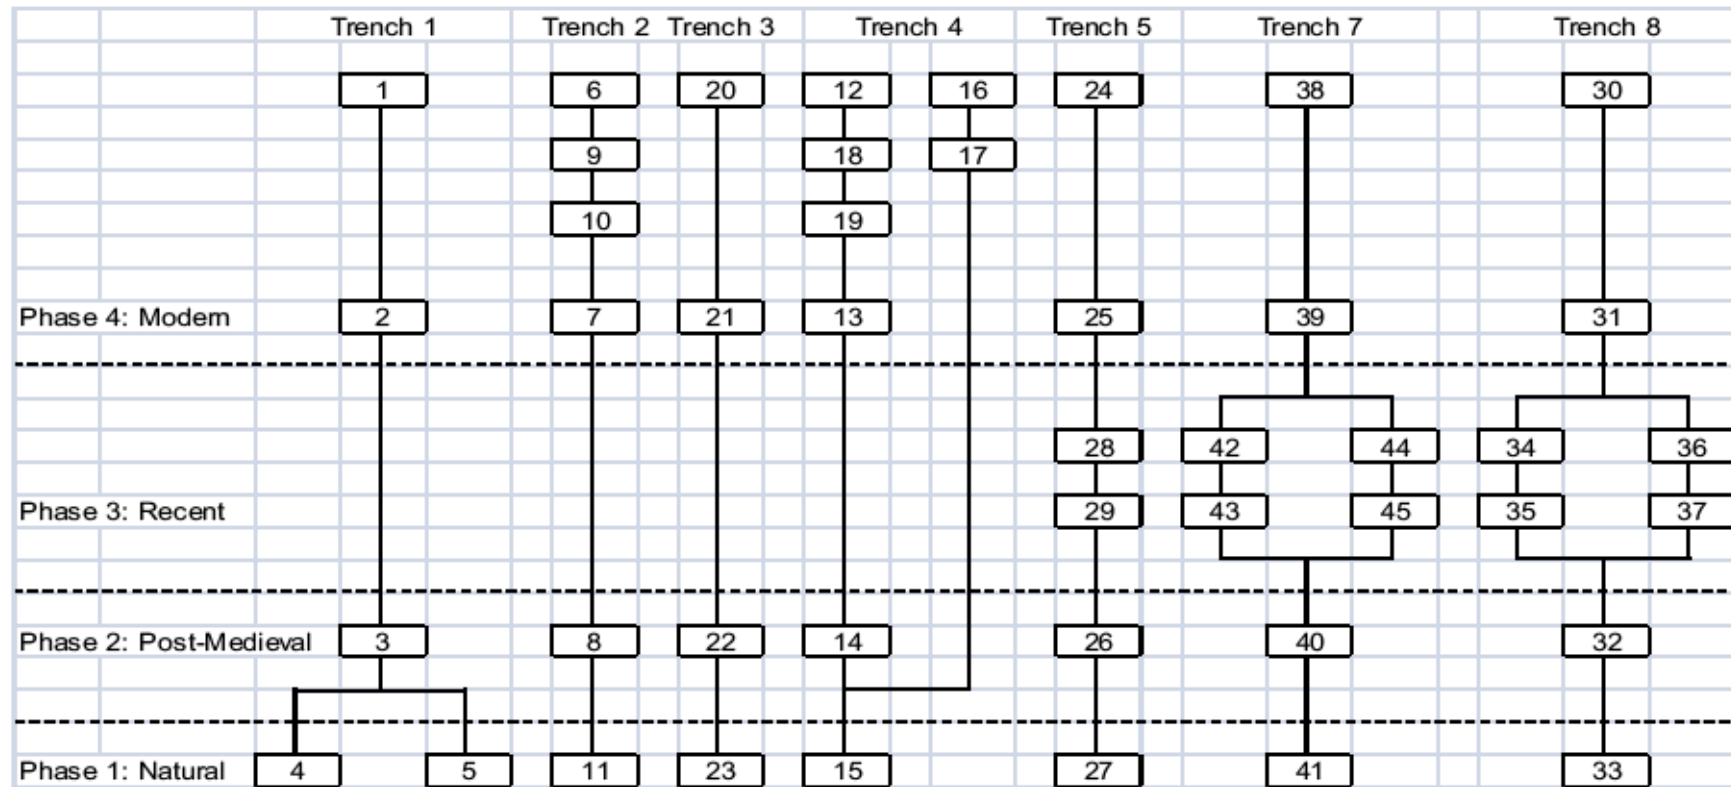 Trench 1 Trench 2 Trench 3 Trench 4 Trench 5 Trench 7 Trench 8
1 6 20 12 16 24 38 30
9 18 17
10 19
Phase 4: Modern 2 7 21 13 25 39 31
28 42 44 34 36
Phase 3: Recent 29 43 45 35 37
Phase 2: Post-Medieval 3 8 22 14 26 40 32
Phase 1: Natural 4 5 11 23 15 27 41 33